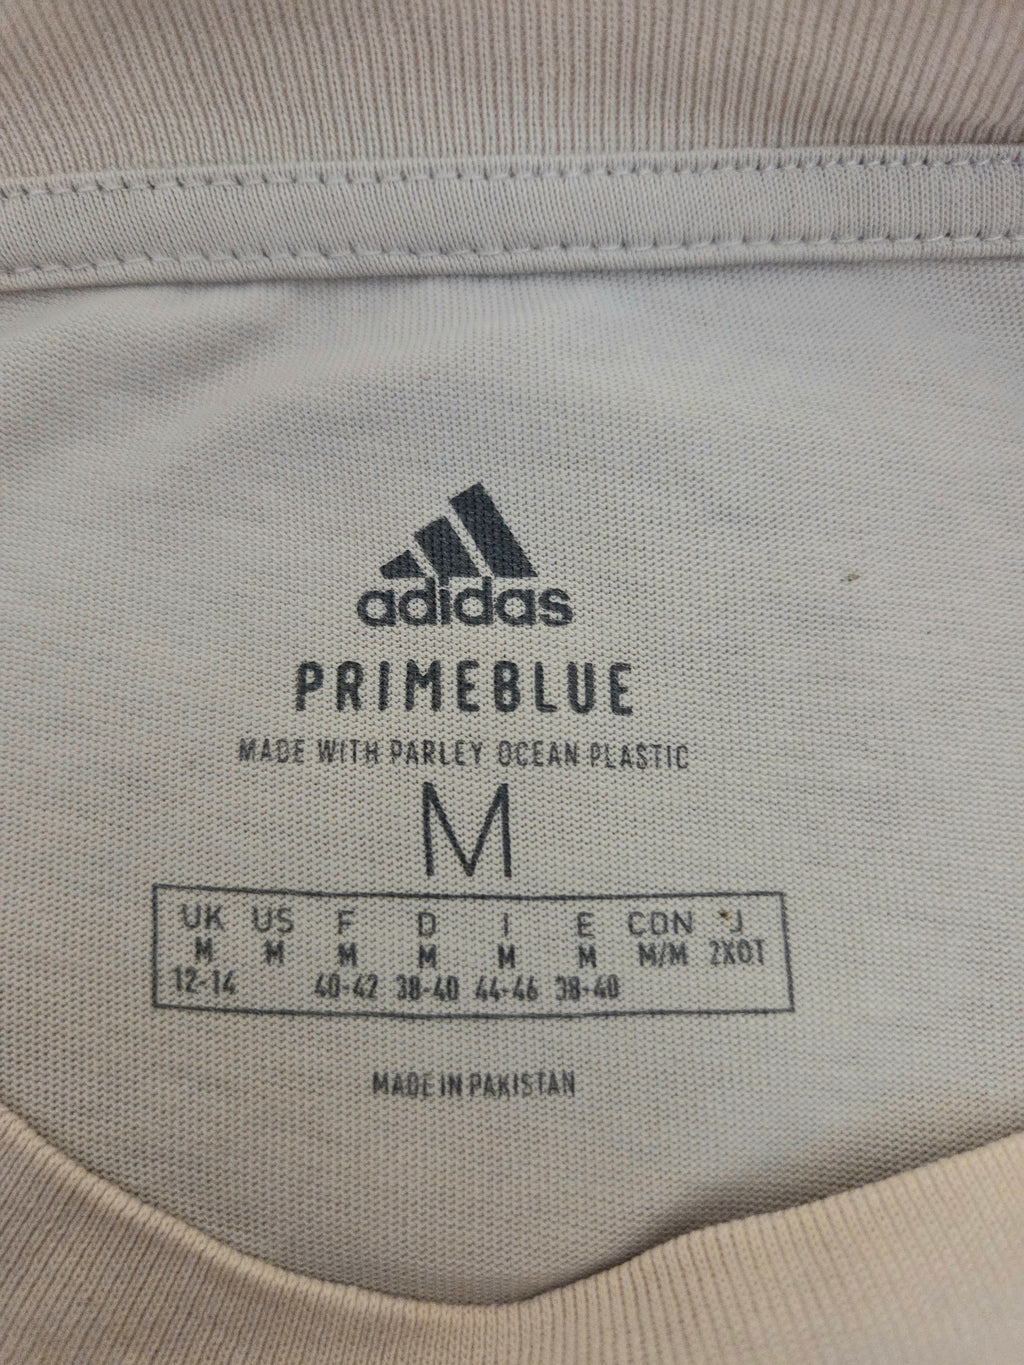 adidas
PRIMEBLUE
MADE WITH PARLEY OCEAN PLASTIC
M
UK US F D I E CON J
M M M M M M M/M 2XOT
12-14 40-42 38-40 44-46 38-40
MADE IN PAKISTAN